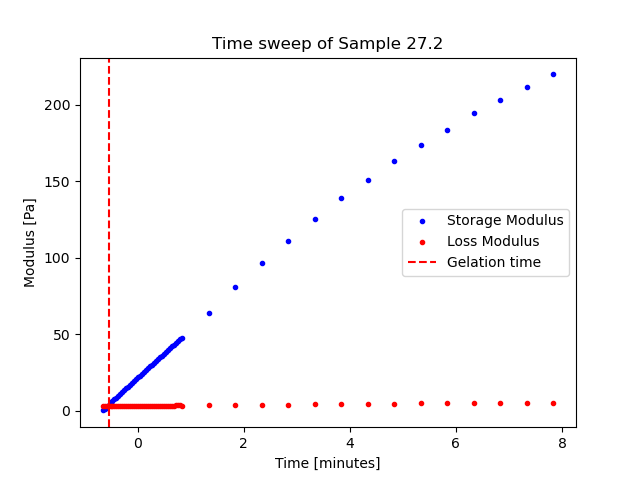 Time sweep of Sample 27.2
Modulus [Pa]
200
150
100
50
0
Storage Modulus
Loss Modulus
Gelation time
0 2 4 6 8
Time [minutes]